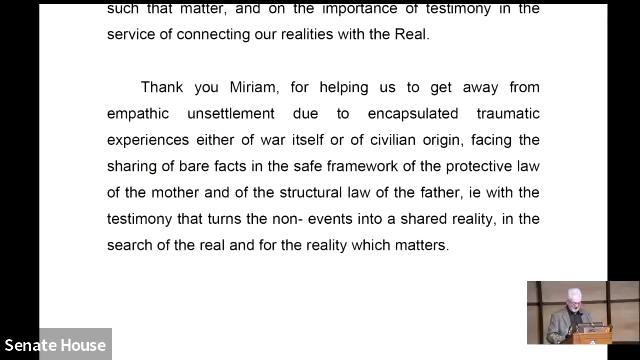 such that matter, and on the importance of testimony in the
service of connecting our realities with the Real.
Thank you Miriam, for helping us to get away from
empathic unsettlement due to encapsulated traumatic
experiences either of war itself or of civilian origin, facing the
sharing of bare facts in the safe framework of the protective law
of the mother and of the structural law of the father, ie with the
testimony that turns the non- events into a shared reality, in the
search of the real and for the reality which matters.
Senate House